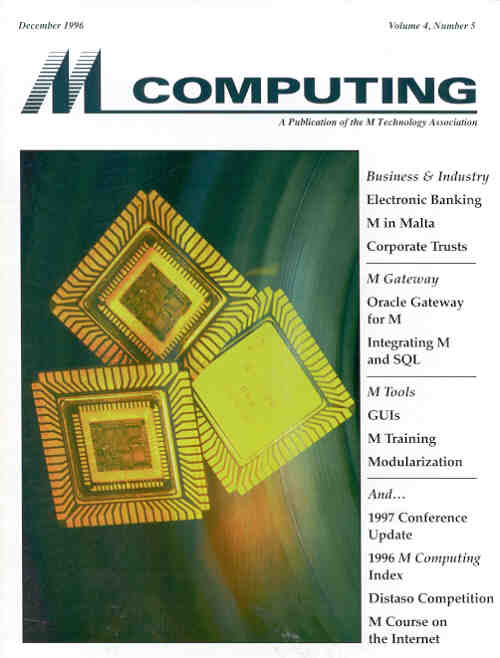 December 1996
Volume 4, Number 5
M COMPUTING
A Publication of the M Technology Association
Business & Industry
Electronic Banking
M in Malta
Corporate Trusts
M Gateway
Oracle Gateway
for M
Integrating M
and SQL
M Tools
GUIs
M Training
Modularization
And...
1997 Conference
Update
1996 M Computing
Index
Distaso Competition
M Course on
the Internet